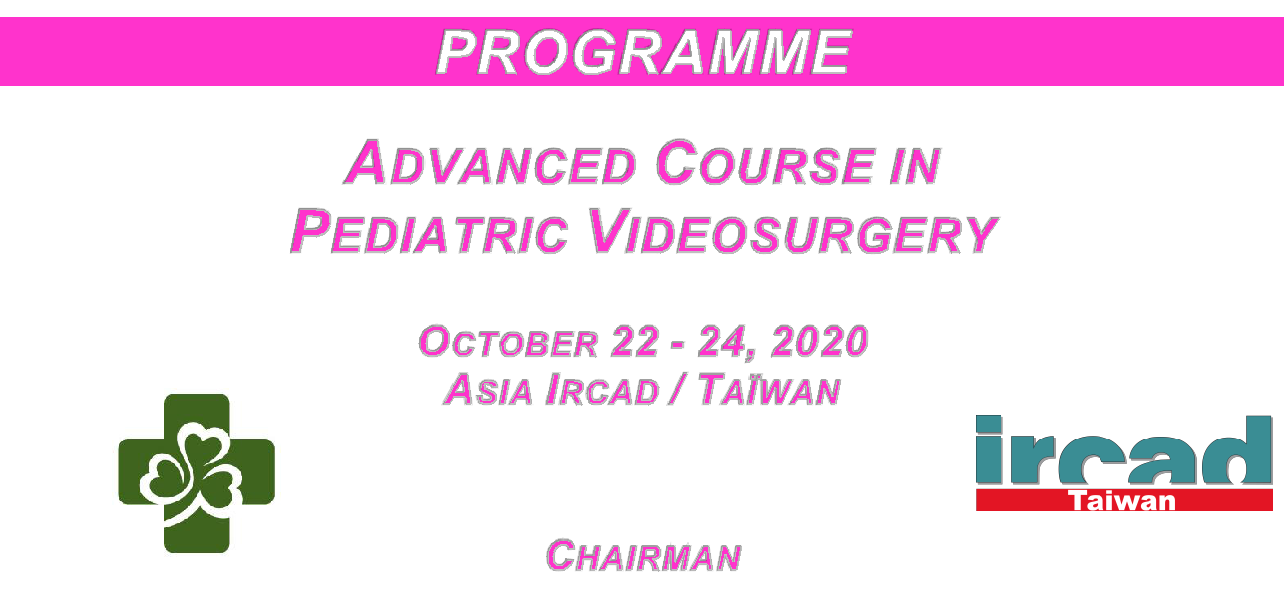 PROGRAMME
ADVANCED COURSE IN
PEDIATRIC VIDEOSURGERY
OCTOBER 22 - 24, 2020
ASIA IRCAD / TAÏWAN
ircad
Taiwan
CHAIRMAN